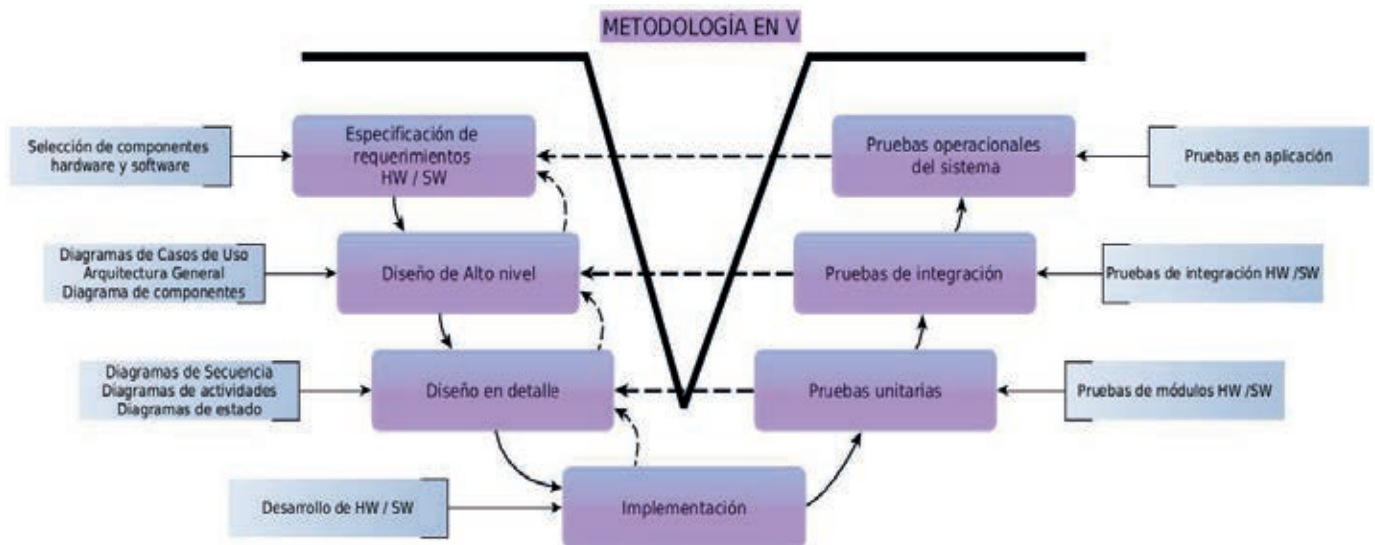 METODOLOGÍA EN V
Selección de componentes
hardware y software
Especificación de
requerimientos
HW / SW
Pruebas operacionales
del sistema
Pruebas en aplicación
Diagramas de Casos de Uso
Arquitectura General
Diagrama de componentes
Diseño de Alto nivel
Pruebas de integración
Pruebas de integración HW /SW
Diagramas de Secuencia
Diagramas de actividades
Diagramas de estado
Diseño en detalle
Pruebas unitarias
Pruebas de módulos HW /SW
Desarrollo de HW / SW
Implementación